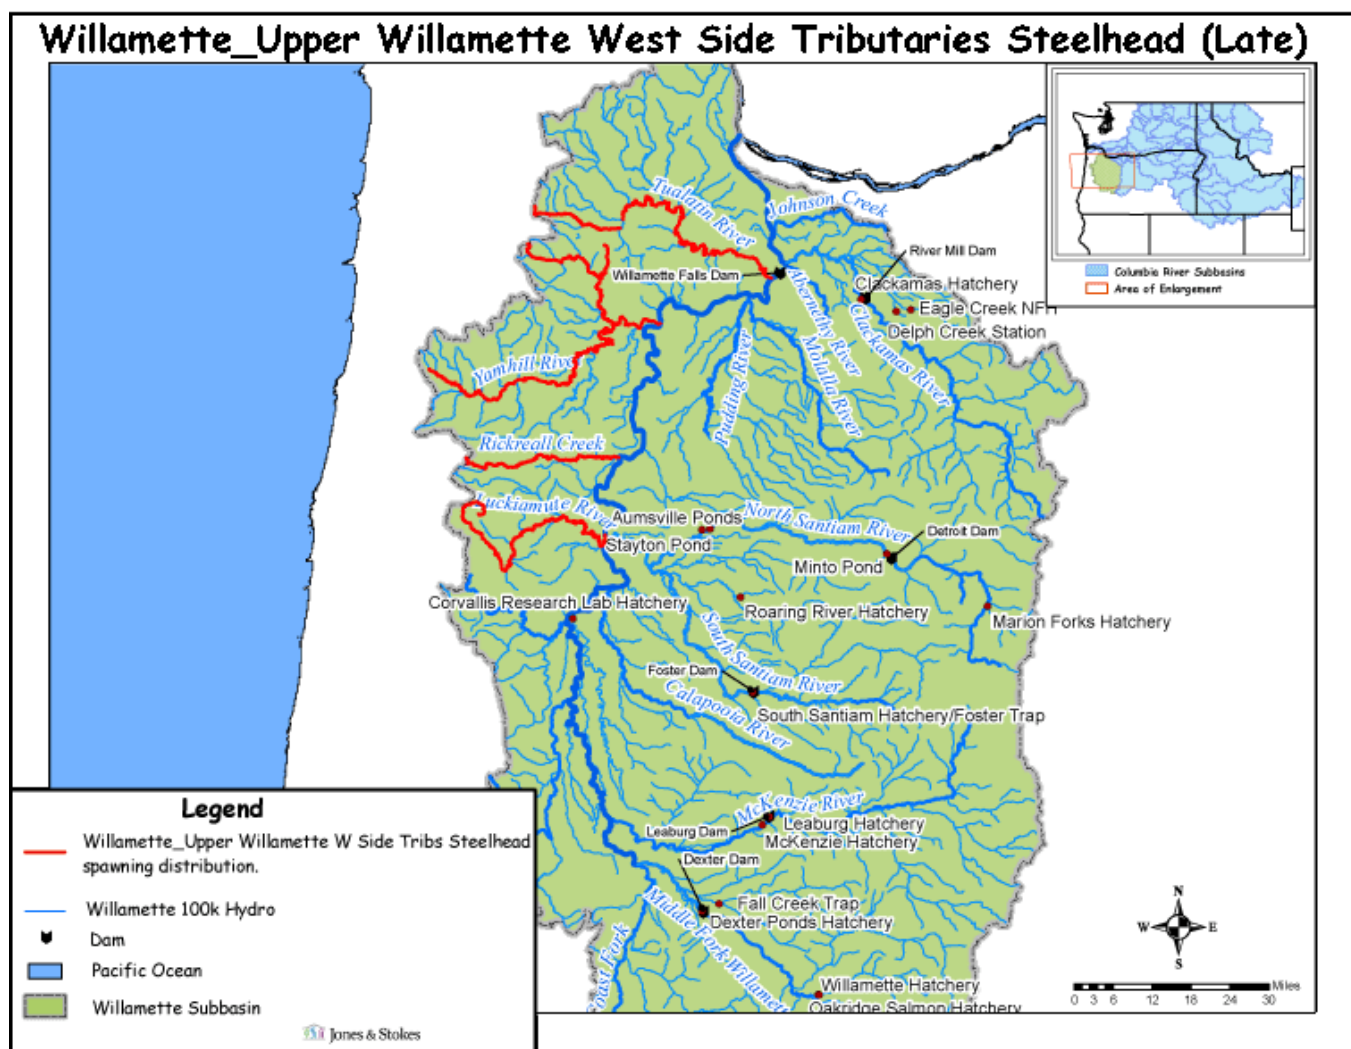 Willamette_Upper Willamette West Side Tributaries Steelhead (Late)
Columbia River Subbasins
Area of Enlargement
Tualatin River
Johnson Creek
River Mill Dam
Willamette Falls Dam
Clackamas Hatchery
Eagle Creek NFH
Delph Creek Station
Abernethy River
Clackamas River
Molalla River
Pudding River
Yamhill River
Rickreall Creek
Luckiamute River
Aumsville Ponds
North Santiam River
Detroit Dam
Stayton Pond
Minto Pond
Corvallis Research Lab Hatchery
Roaring River Hatchery
Marion Forks Hatchery
South Santiam River
Foster Dam
South Santiam Hatchery/Foster Trap
Calapooia River
McKenzie River
Leaburg Dam
Leaburg Hatchery
McKenzie Hatchery
Dexter Dam
Fall Creek Trap
Dexter Ponds Hatchery
Middle Fork Willamett
oast Fork
Willamette Hatchery
Oakridge Salmon Hatchery
N
W E
S
Miles
0 3 6 12 18 24 30
Legend
Willamette_Upper Willamette W Side Tribs Steelhead
spawning distribution.
Willamette 100k Hydro
Dam
Pacific Ocean
Willamette Subbasin
Jones & Stokes